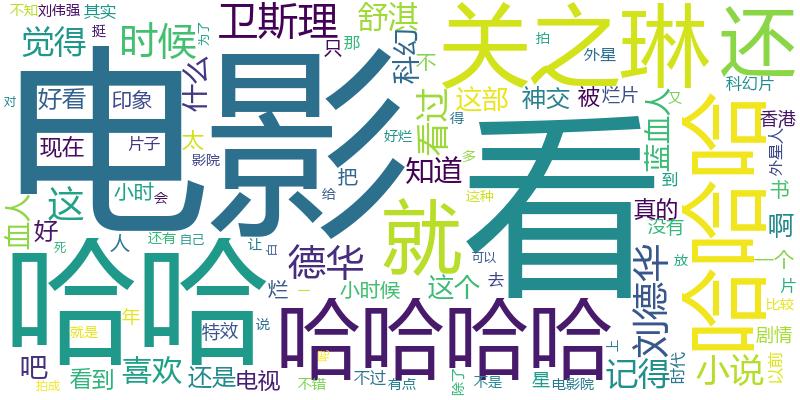 不知 刘伟强 其实
挺
为了
卫斯理
舒淇
那
拍
关之琳
还
觉得
时候
只
科幻
不
外星
对
电影
好看
印象
什么
看过
这部
神交
被
烂片
科幻片
又
蓝血人
哈哈哈
香港
外星人
现在
片子
太
影院
好烂
得
看
知道
多
把
到
书
这
小时
会
给
这种
真的
血人
好
人
还有
自己
让
就
没有
啊
死
白
德华
可以
放
一个
哈哈
烂
小时候
这个
去
刘德华
片
一
比较
年
就是
特效
说
哈哈哈哈
上
剧情
吧
看到
喜欢
还是
电视
不错
不过
有点
除了
不是
星
电影院
记得
时代
小说
以前
拍成